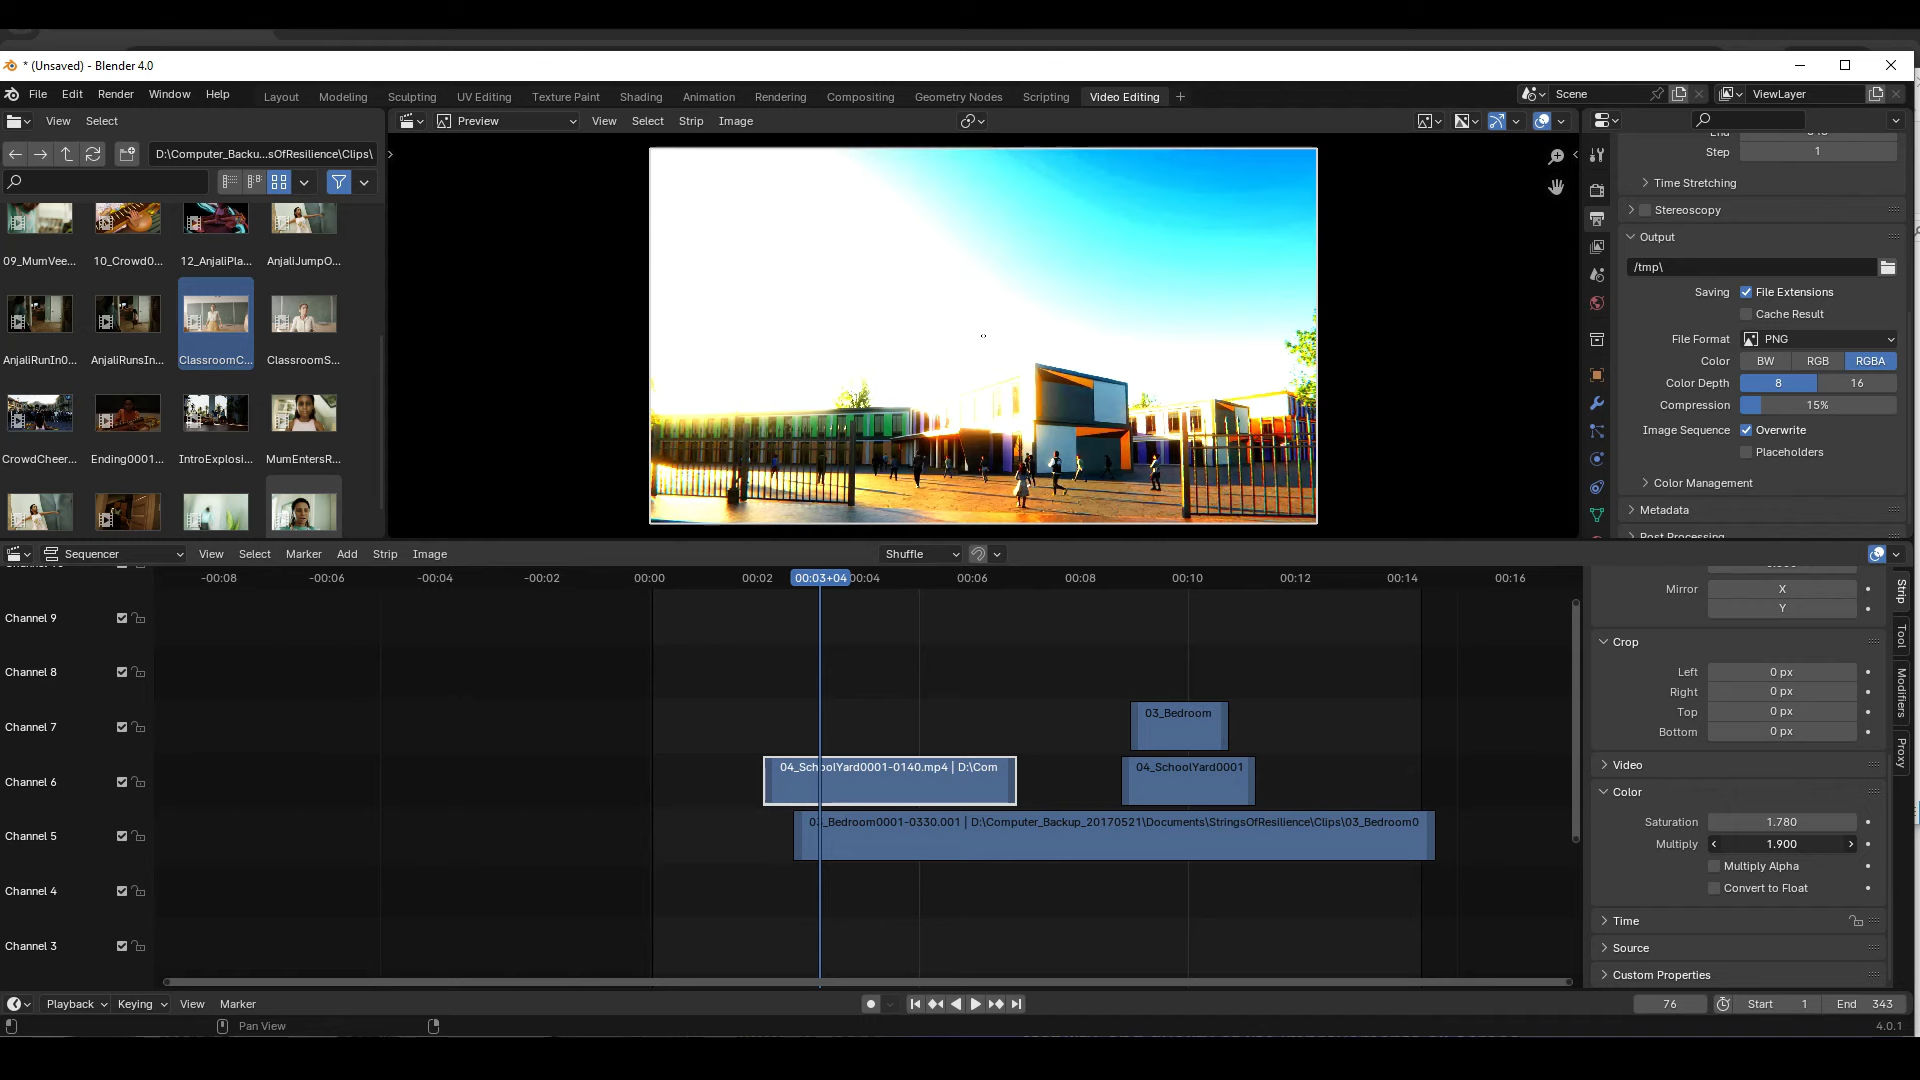 * (Unsaved) - Blender 4.0
File Edit Render Window Help
Layout Modeling Sculpting UV Editing Texture Paint Shading Animation Rendering Compositing Geometry Nodes Scripting Video Editing
Scene
ViewLayer
View Select
Preview View Select Strip Image
D:\Computer_Backu...sOfResilience\Clips\
09_MumVee... 10_Crowd0... 12_AnjaliPla... AnjaliJumpO...
AnjaliRunIn0... AnjaliRunsIn... ClassroomC... ClassroomS...
CrowdCheer... Ending0001... IntroExplosi... MumEntersR...
Step 1
Time Stretching
Stereoscopy
Output
/tmp\
Saving File Extensions
Cache Result
File Format PNG
Color BW RGB RGBA
Color Depth 8 16
Compression 15%
Image Sequence Overwrite
Placeholders
Color Management
Metadata
Post Processing
Sequencer View Select Marker Add Strip Image
Shuffle
-00:08 -00:06 -00:04 -00:02 00:00 00:02 00:03+04 00:04 00:06 00:08 00:10 00:12 00:14 00:16
Channel 9
Channel 8
Channel 7
Channel 6
Channel 5
Channel 4
Channel 3
03_Bedroom
04_SchoolYard0001-0140.mp4 | D:\Com
04_SchoolYard0001
03_Bedroom0001-0330.001 | D:\Computer_Backup_20170521\Documents\StringsOfResilience\Clips\03_Bedroom0
Mirror X
Y
Crop
Left 0 px
Right 0 px
Top 0 px
Bottom 0 px
Video
Color
Saturation 1.780
Multiply 1.900
Multiply Alpha
Convert to Float
Time
Source
Custom Properties
Strip
Tool
Modifiers
Proxy
Playback Keying View Marker
76 Start 1 End 343
Pan View
4.0.1